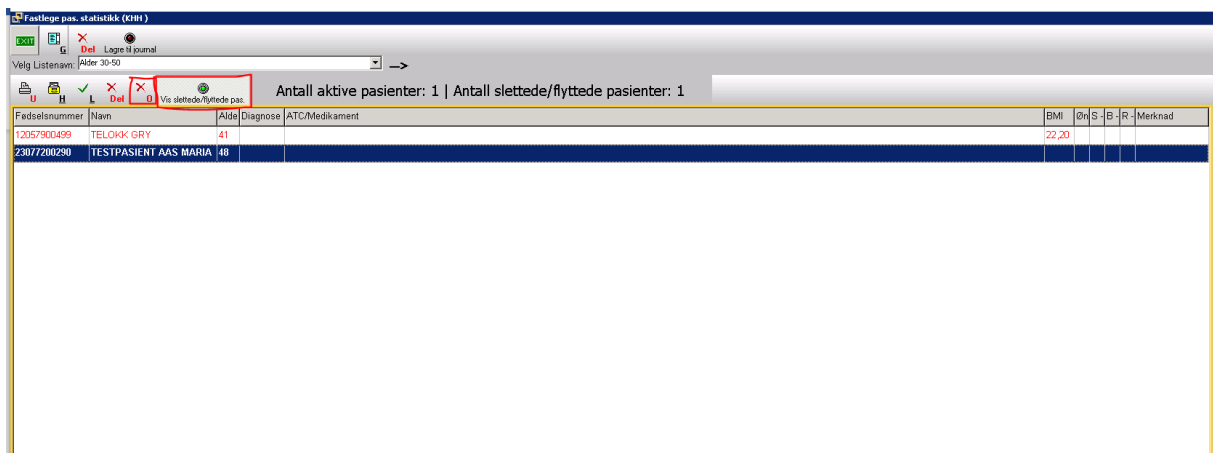 Fastlege pas. statistikk (KHH )
EXIT G Del Lagre til journal
Velg Listenavn: Alder 30-50 -->
U H L Del O Vis slettede/flyttede pas. Antall aktive pasienter: 1 | Antall slettede/flyttede pasienter: 1
Fødselsnummer Navn Alde Diagnose ATC/Medikament BMI Øn S - B - R - Merknad
12057900499 TELOKK GRY 41 22,20
23077200290 TESTPASIENT AAS MARIA 48